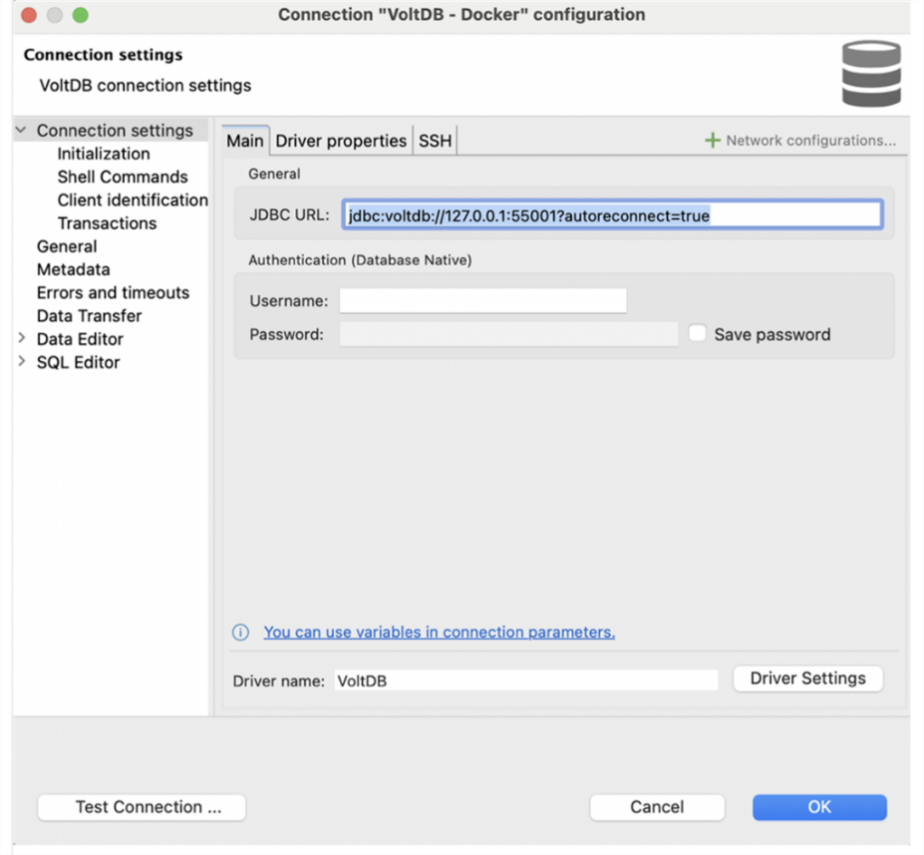 Connection "VoltDB - Docker" configuration
Connection settings
VoltDB connection settings
Connection settings
Initialization
Shell Commands
Client identification
Transactions
General
Metadata
Errors and timeouts
Data Transfer
Data Editor
SQL Editor
Main Driver properties SSH
Network configurations...
General
JDBC URL: jdbc:voltdb://127.0.0.1:55001?autoreconnect=true
Authentication (Database Native)
Username:
Password: Save password
You can use variables in connection parameters.
Driver name: VoltDB Driver Settings
Test Connection ... Cancel OK